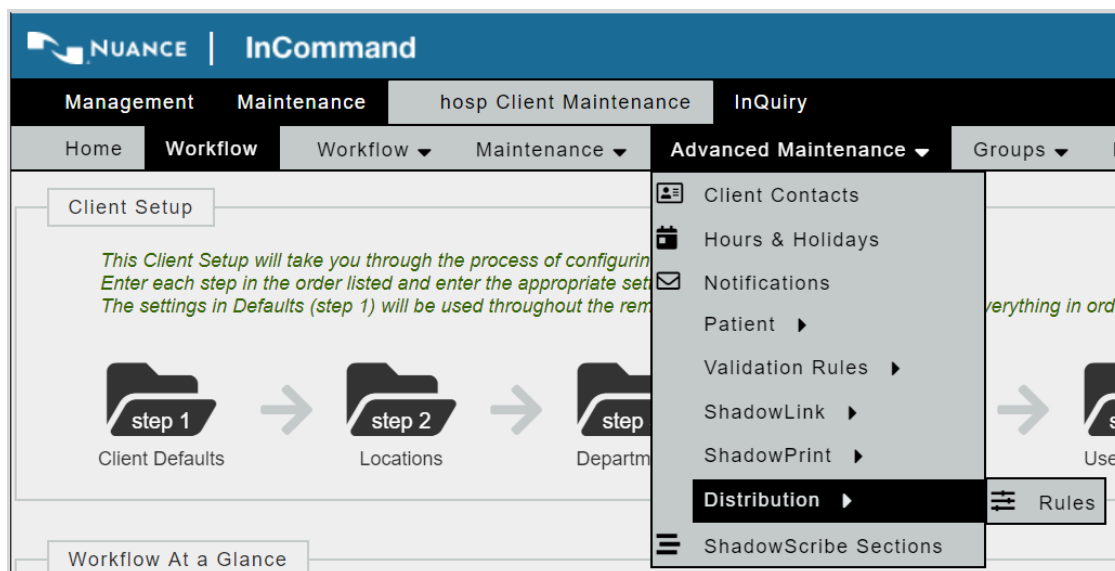 NUANCE | InCommand
Management Maintenance hosp Client Maintenance InQuiry
Home Workflow Workflow Maintenance Advanced Maintenance Groups
Client Setup
Client Contacts
Hours & Holidays
This Client Setup will take you through the process of configurin
Enter each step in the order listed and enter the appropriate set
Notifications
The settings in Defaults (step 1) will be used throughout the rem
verything in ord
Patient
Validation Rules
ShadowLink
step 1 step 2 step
ShadowPrint
Client Defaults Locations Departm
Use
Distribution
Rules
ShadowScribe Sections
Workflow At a Glance